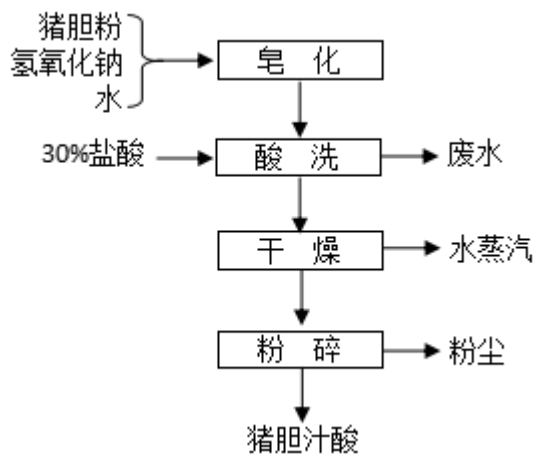 猪胆粉
氢氧化钠
水
皂 化
30%盐酸
酸 洗
废水
干 燥
水蒸汽
粉 碎
粉尘
猪胆汁酸